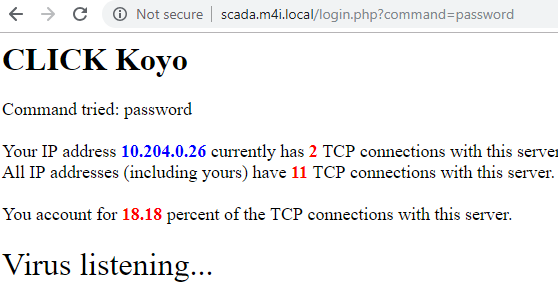 Not secure | scada.m4i.local/login.php?command=password
CLICK Koyo
Command tried: password
Your IP address 10.204.0.26 currently has 2 TCP connections with this server
All IP addresses (including yours) have 11 TCP connections with this server.
You account for 18.18 percent of the TCP connections with this server.
Virus listening...